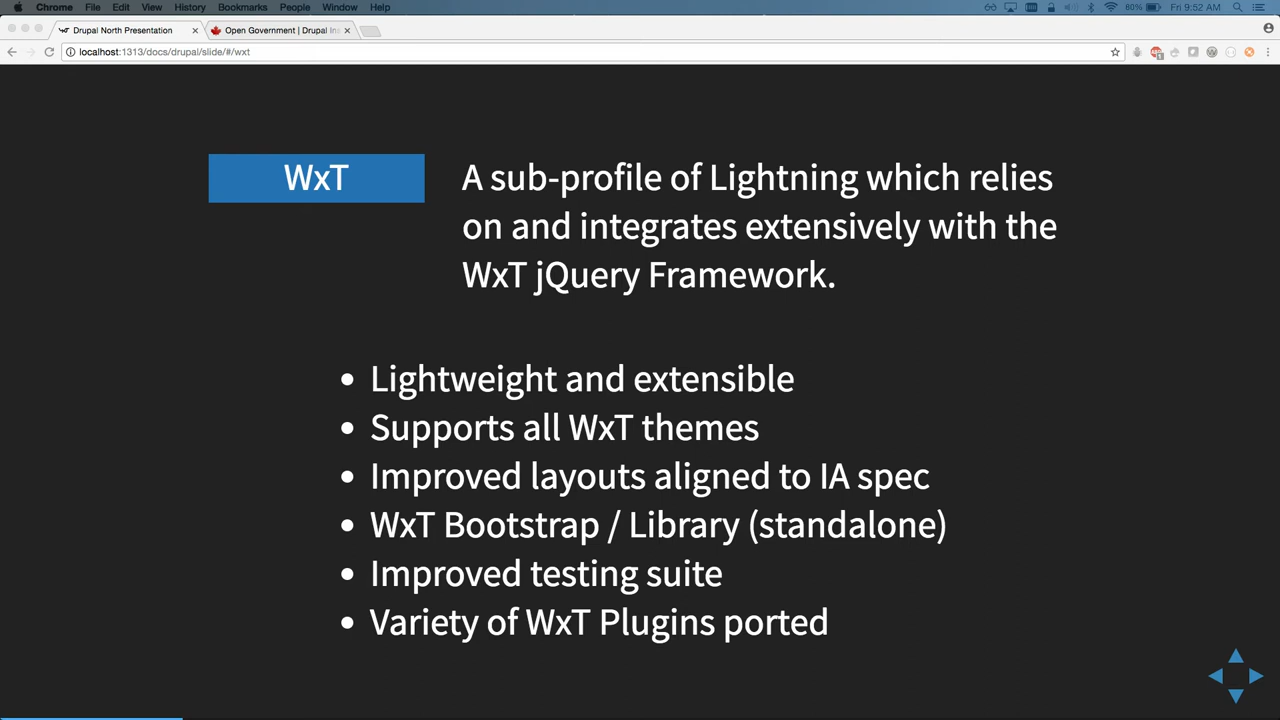 Chrome File Edit View History Bookmarks People Window Help 80% Fri 9:52 AM
Drupal North Presentation Open Government | Drupal Ins
localhost:1313/docs/drupal/slide/#/wxt
WxT
A sub-profile of Lightning which relies
on and integrates extensively with the
WxT jQuery Framework.
• Lightweight and extensible
• Supports all WxT themes
• Improved layouts aligned to IA spec
• WxT Bootstrap / Library (standalone)
• Improved testing suite
• Variety of WxT Plugins ported